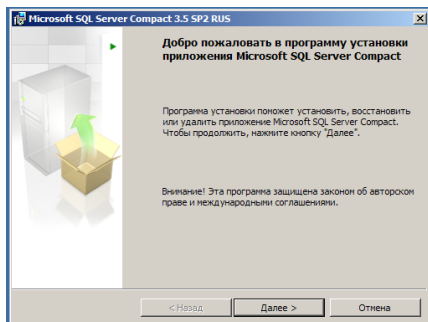 Microsoft SQL Server Compact 3.5 SP2 RUS
Добро пожаловать в программу установки
приложения Microsoft SQL Server Compact
Программа установки поможет установить, восстановить
или удалить приложение Microsoft SQL Server Compact.
Чтобы продолжить, нажмите кнопку "Далее".
Внимание! Эта программа защищена законом об авторском
праве и международными соглашениями.
< Назад
Далее >
Отмена